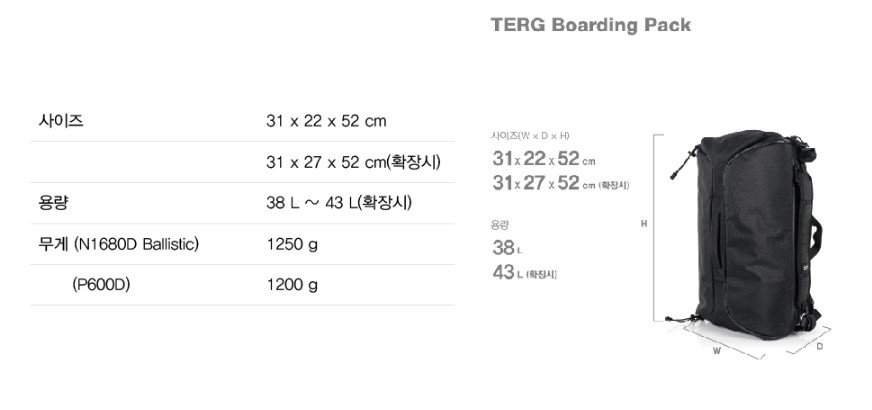 TERG Boarding Pack
사이즈 31 x 22 x 52 cm
31 x 27 x 52 cm(확장시)
용량 38 L ~ 43 L(확장시)
무게 (N1680D Ballistic) 1250 g
(P600D) 1200 g
사이즈(W x D x H)
31 x 22 x 52 cm
31 x 27 x 52 cm (확장시)
용량
38 L
43 L (확장시)
H
W
D